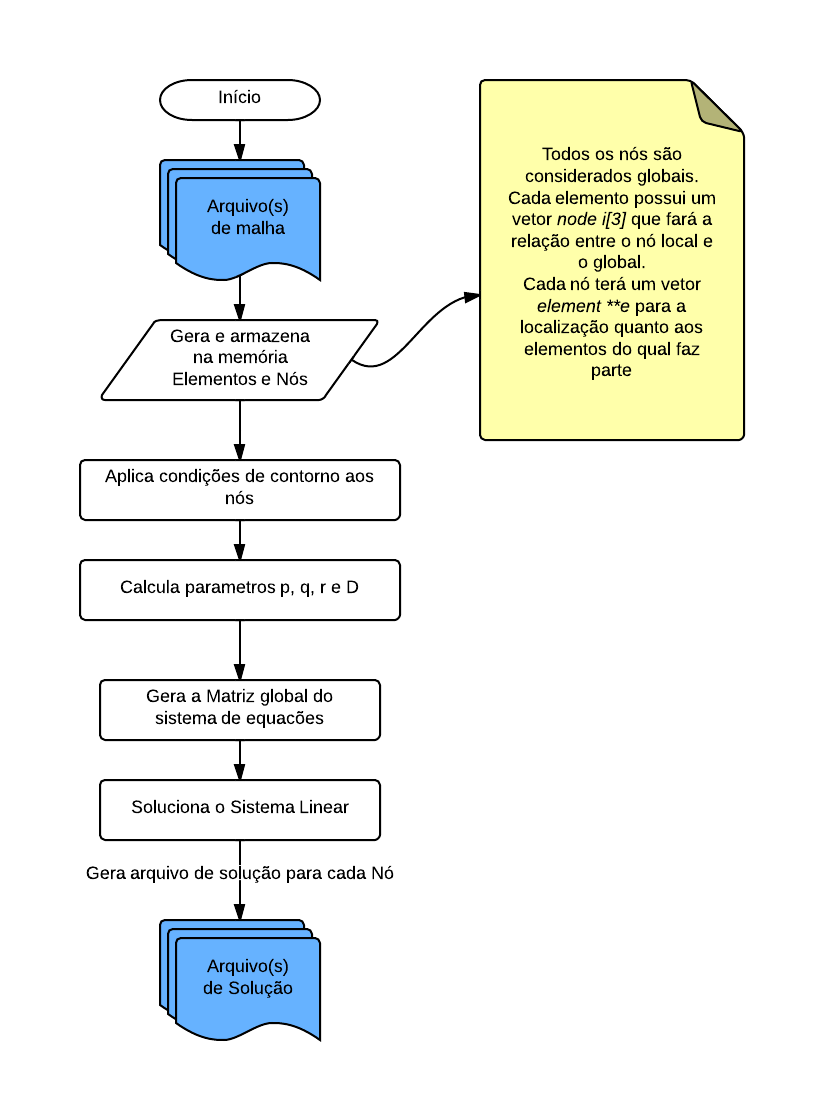 Início
Arquivo(s)
de malha
Gera e armazena
na memória
Elementos e Nós
Todos os nós são
considerados globais.
Cada elemento possui um
vetor node i[3] que fará a
relação entre o nó local e
o global.
Cada nó terá um vetor
element **e para a
localização quanto aos
elementos do qual faz
parte
Aplica condições de contorno aos
nós
Calcula parametros p, q, r e D
Gera a Matriz global do
sistema de equacões
Soluciona o Sistema Linear
Gera arquivo de solução para cada Nó
Arquivo(s)
de Solução